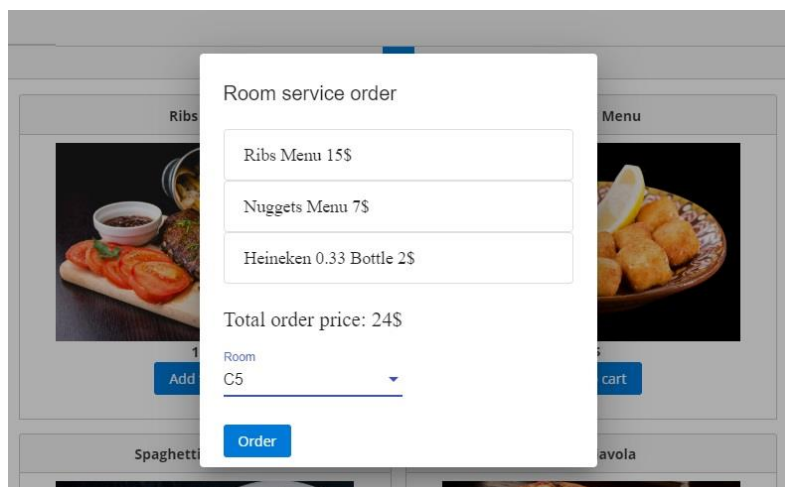 Room service order
Ribs Menu 15$
Nuggets Menu 7$
Heineken 0.33 Bottle 2$
Total order price: 24$
Room
C5
Order
Ribs
Menu
1
Add
cart
Spaghetti